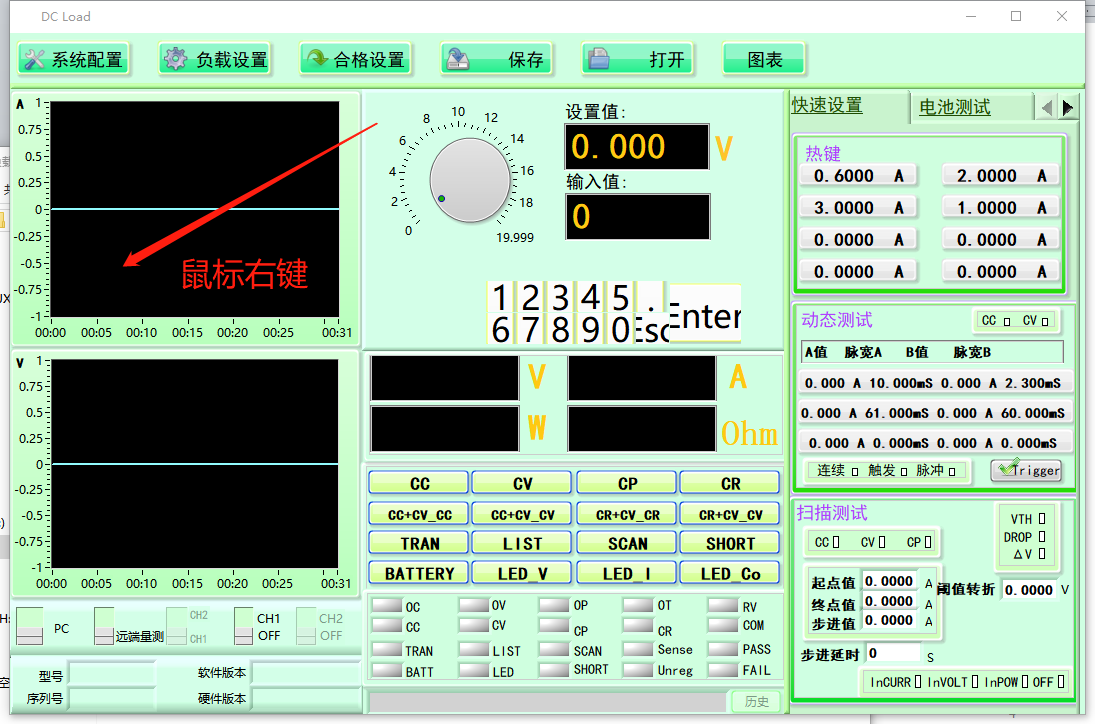 DC Load
系统配置 负载设置 合格设置 保存 打开 图表
A
1
0.75
0.5
0.25
0
-0.25
-0.5
-0.75
-1
00:00 00:05 00:10 00:15 00:20 00:25 00:31
鼠标右键
V
1
0.75
0.5
0.25
0
-0.25
-0.5
-0.75
-1
00:00 00:05 00:10 00:15 00:20 00:25 00:31
PC
远端量测
CH2
CH1
CH1
OFF
CH2
OFF
型号
软件版本
序列号
硬件版本
0 2 4 6 8 10 12 14 16 18 19.999
设置值:
0.000 V
输入值:
0
1 2 3 4 5 .
6 7 8 9 0 Esc Enter
V A
W Ohm
CC CV CP CR
CC+CV_CC CC+CV_CV CR+CV_CR CR+CV_CV
TRAN LIST SCAN SHORT
BATTERY LED_V LED_I LED_Co
OC OV OP OT RV
CC CV CP CR COM
TRAN LIST SCAN Sense PASS
BATT LED SHORT Unreg FAIL
历史
快速设置 电池测试
热键
0.6000 A 2.0000 A
3.0000 A 1.0000 A
0.0000 A 0.0000 A
0.0000 A 0.0000 A
动态测试
CC CV
A值 脉宽A B值 脉宽B
0.000 A 10.000mS 0.000 A 2.300mS
0.000 A 61.000mS 0.000 A 60.000mS
0.000 A 0.000mS 0.000 A 0.000mS
连续 触发 脉冲 Trigger
扫描测试
CC CV CP
VTH
DROP
△V
起点值 0.0000 A
终点值 0.0000 A
步进值 0.0000 A
阈值转折 0.0000 V
步进延时 0 S
InCURR InVOLT InPOW OFF